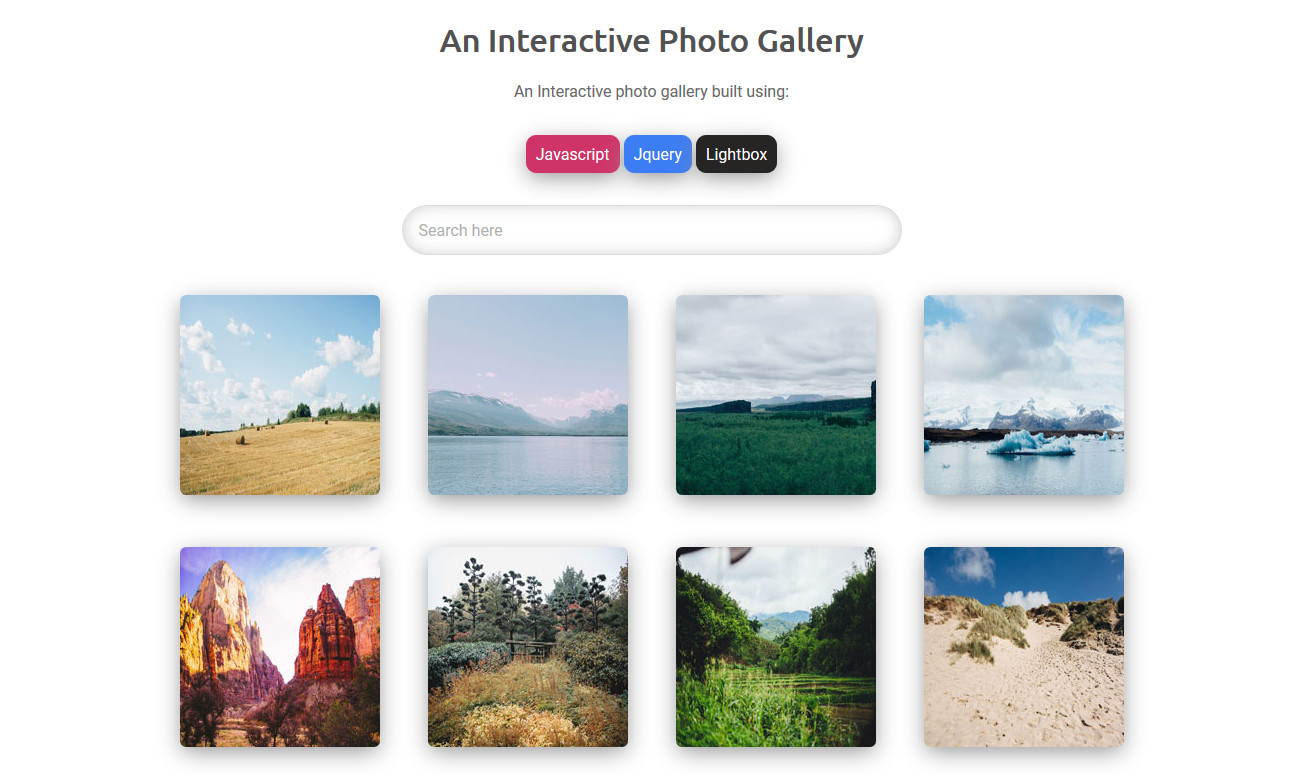 An Interactive Photo Gallery
An Interactive photo gallery built using:
Javascript Jquery Lightbox
Search here